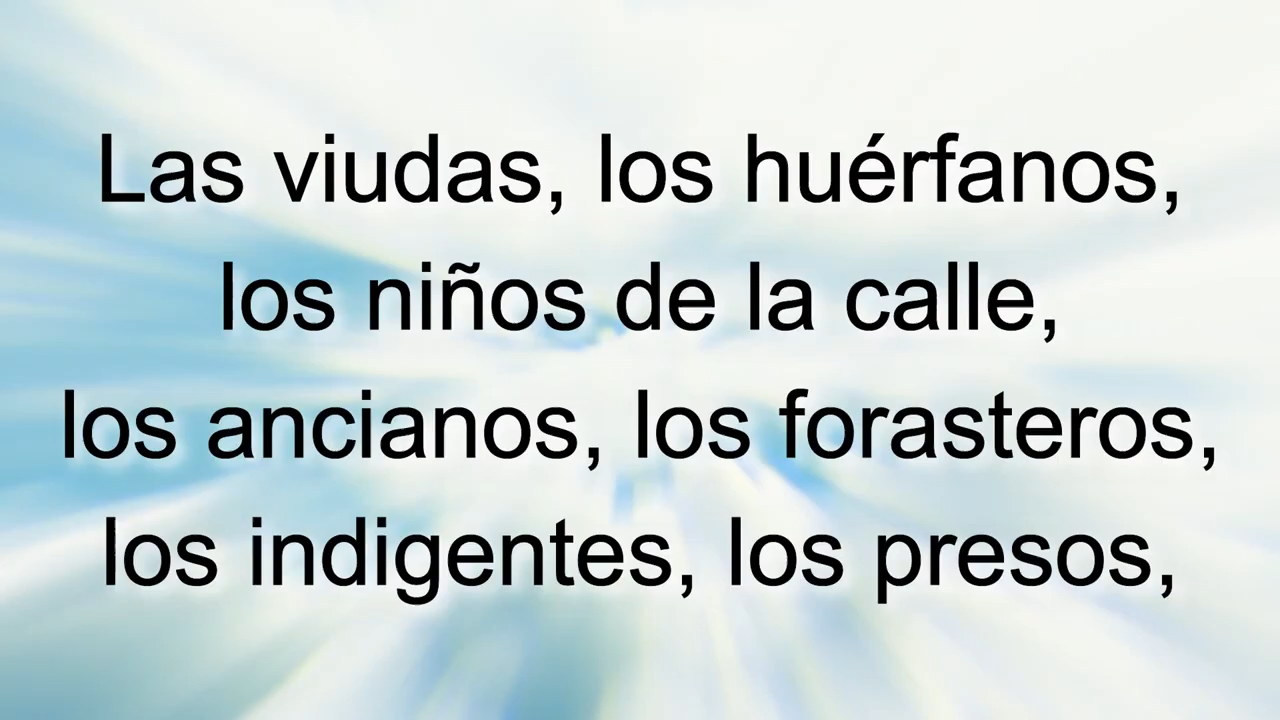 Las viudas, los huérfanos,
los niños de la calle,
los ancianos, los forasteros,
los indigentes, los presos,